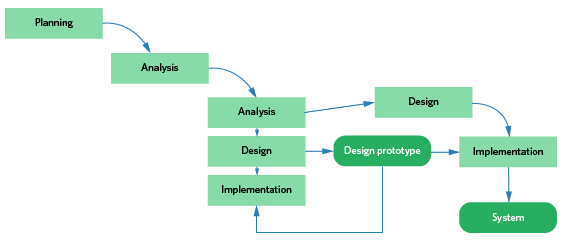 Planning
Analysis
Analysis
Design
Design
Design prototype
Implementation
Implementation
System